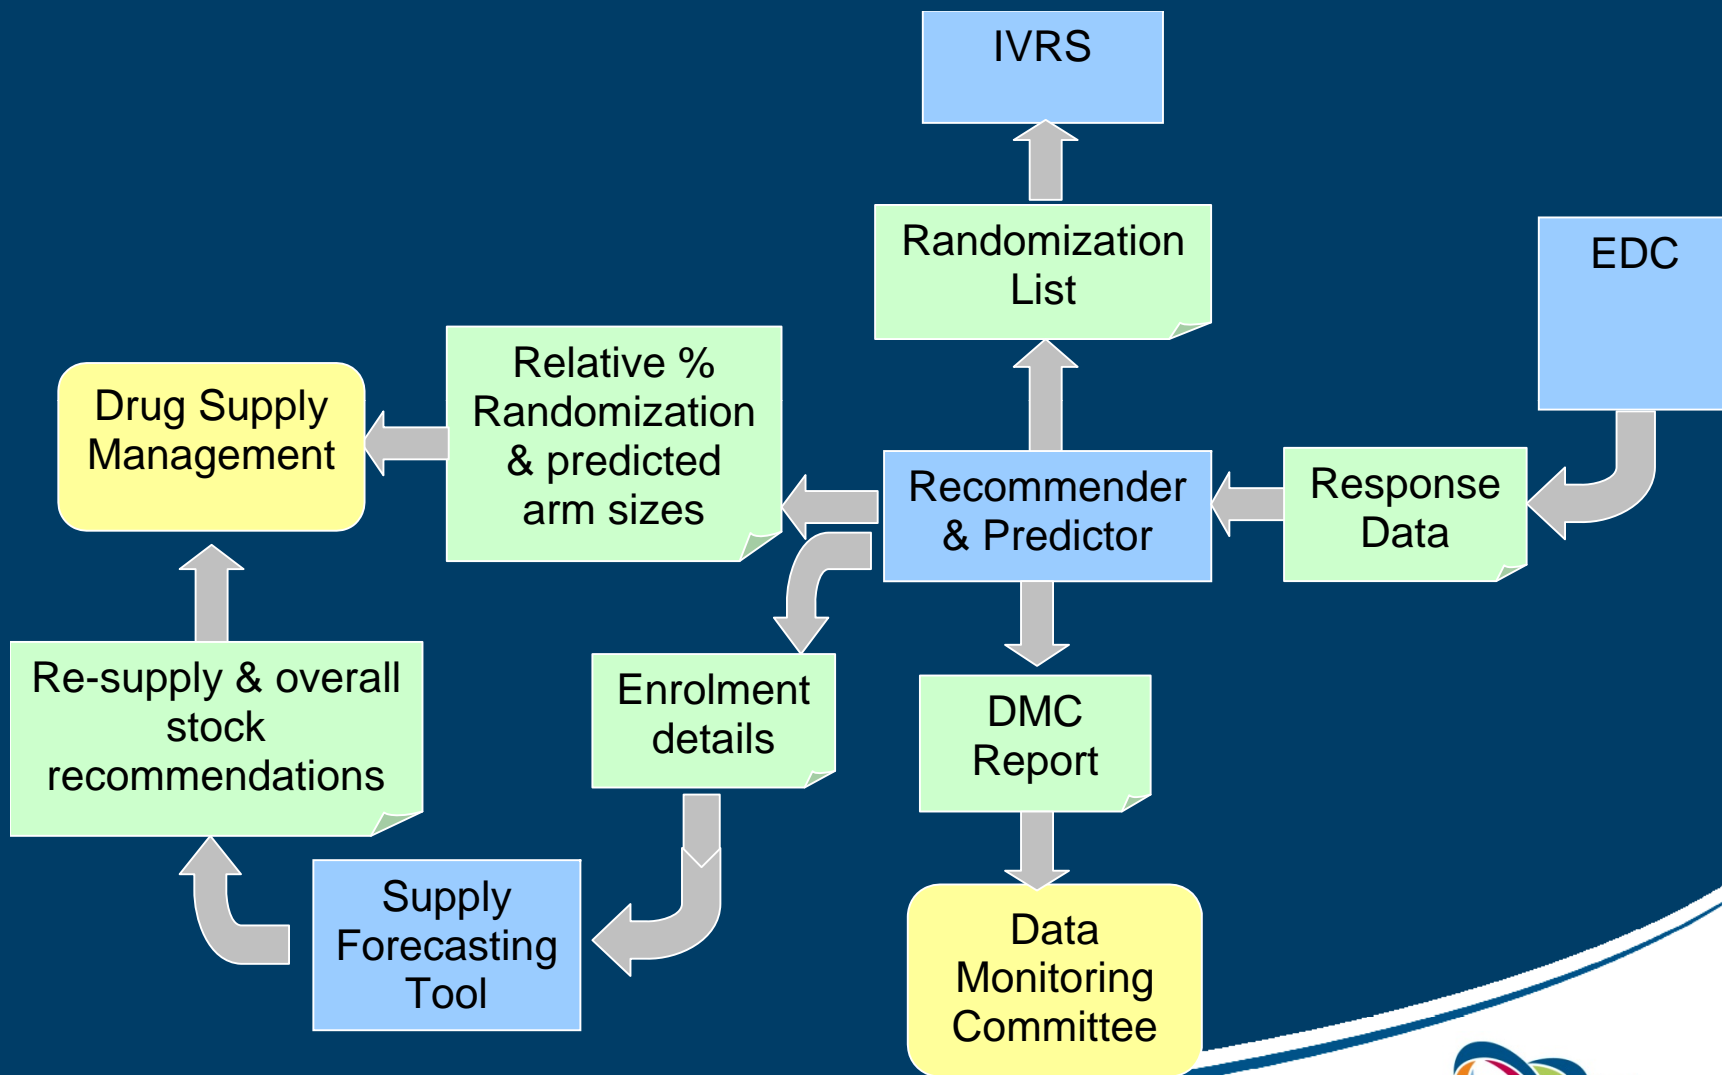 IVRS
Randomization
List
EDC
Relative %
Randomization
& predicted
arm sizes
Drug Supply
Management
Recommender
& Predictor
Response
Data
Re-supply & overall
stock
recommendations
Enrolment
details
DMC
Report
Supply
Forecasting
Tool
Data
Monitoring
Committee